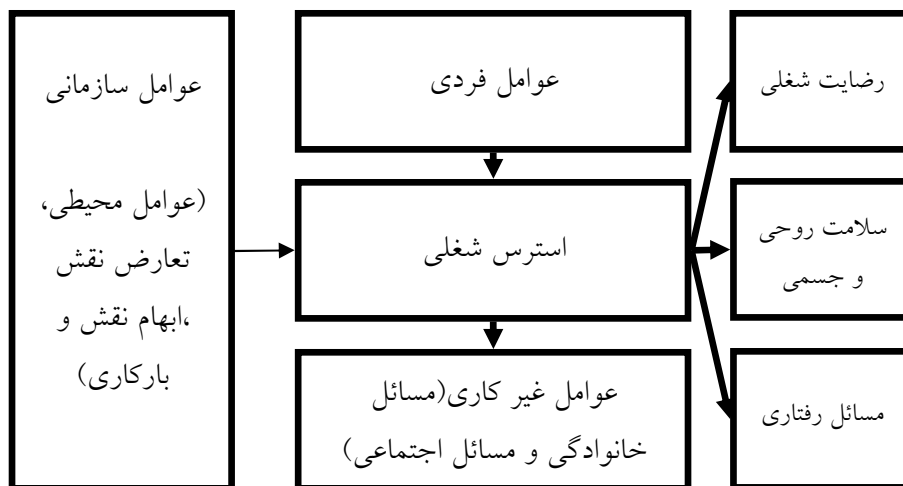 عوامل سازمانی
(عوامل محیطی،
تعارض نقش
،ابهام نقش و
بارکاری)
عوامل فردی
استرس شغلی
عوامل غیر کاری(مسائل
خانوادگی و مسائل اجتماعی)
رضایت شغلی
سلامت روحی
و جسمی
مسائل رفتاری